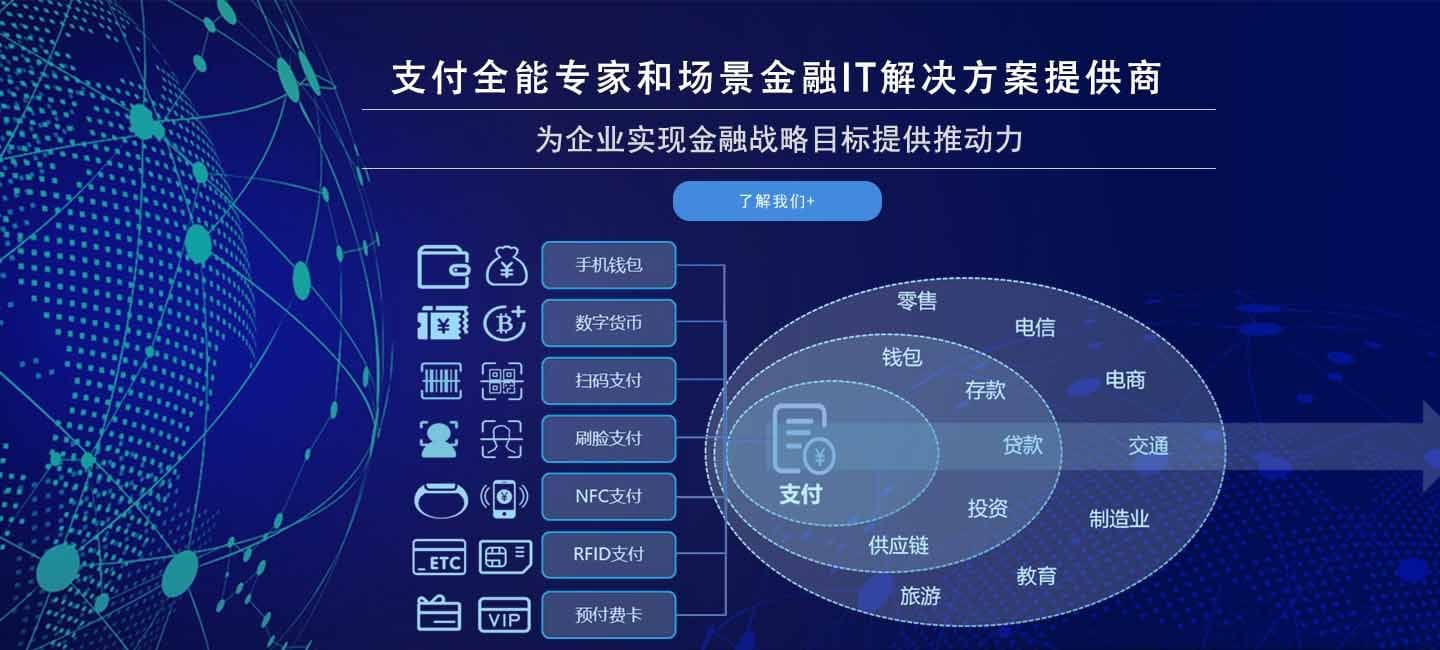 支付全能专家和场景金融IT解决方案提供商
为企业实现金融战略目标提供推动力
了解我们+
手机钱包
数字货币
扫码支付
刷脸支付
NFC支付
ETC
RFID支付
VIP
预付费卡
支付
钱包
存款
贷款
投资
供应链
零售
电信
电商
交通
制造业
教育
旅游